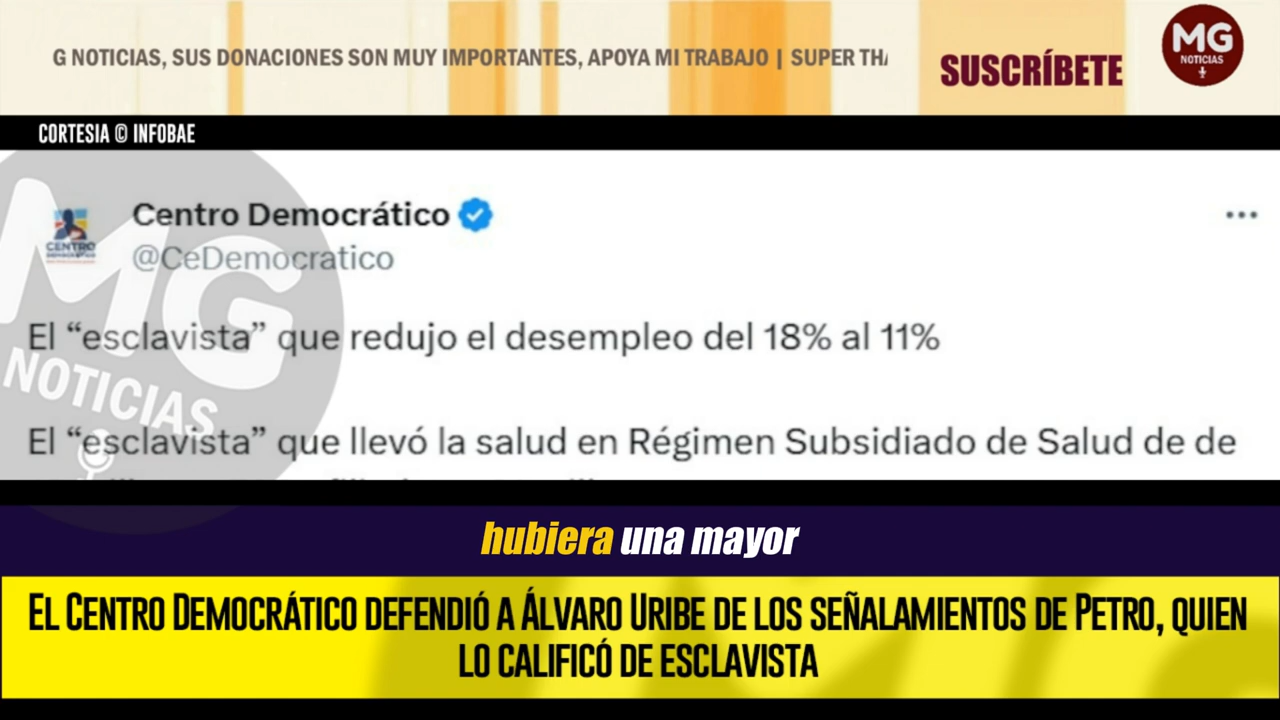 G NOTICIAS, SUS DONACIONES SON MUY IMPORTANTES, APOYA MI TRABAJO | SUPER THA
SUSCRÍBETE
MG
NOTICIAS
CORTESIA © INFOBAE
Centro Democrático
CENTRO
@CeDemocratico
El “esclavista” que redujo el desempleo del 18% al 11%
El “esclavista” que llevó la salud en Régimen Subsidiado de Salud de de
MG
NOTICIAS
hubiera una mayor
EL CENTRO DEMOCRÁTICO DEFENDIÓ A ÁLVARO URIBE DE LOS SEÑALAMIENTOS DE PETRO, QUIEN
LO CALIFICÓ DE ESCLAVISTA